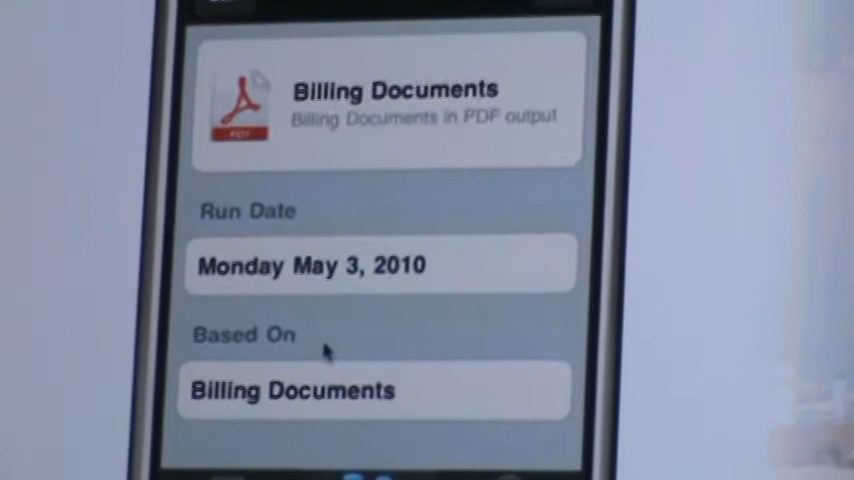 Billing Documents
Billing Documents in PDF output
Run Date
Monday May 3, 2010
Based On
Billing Documents